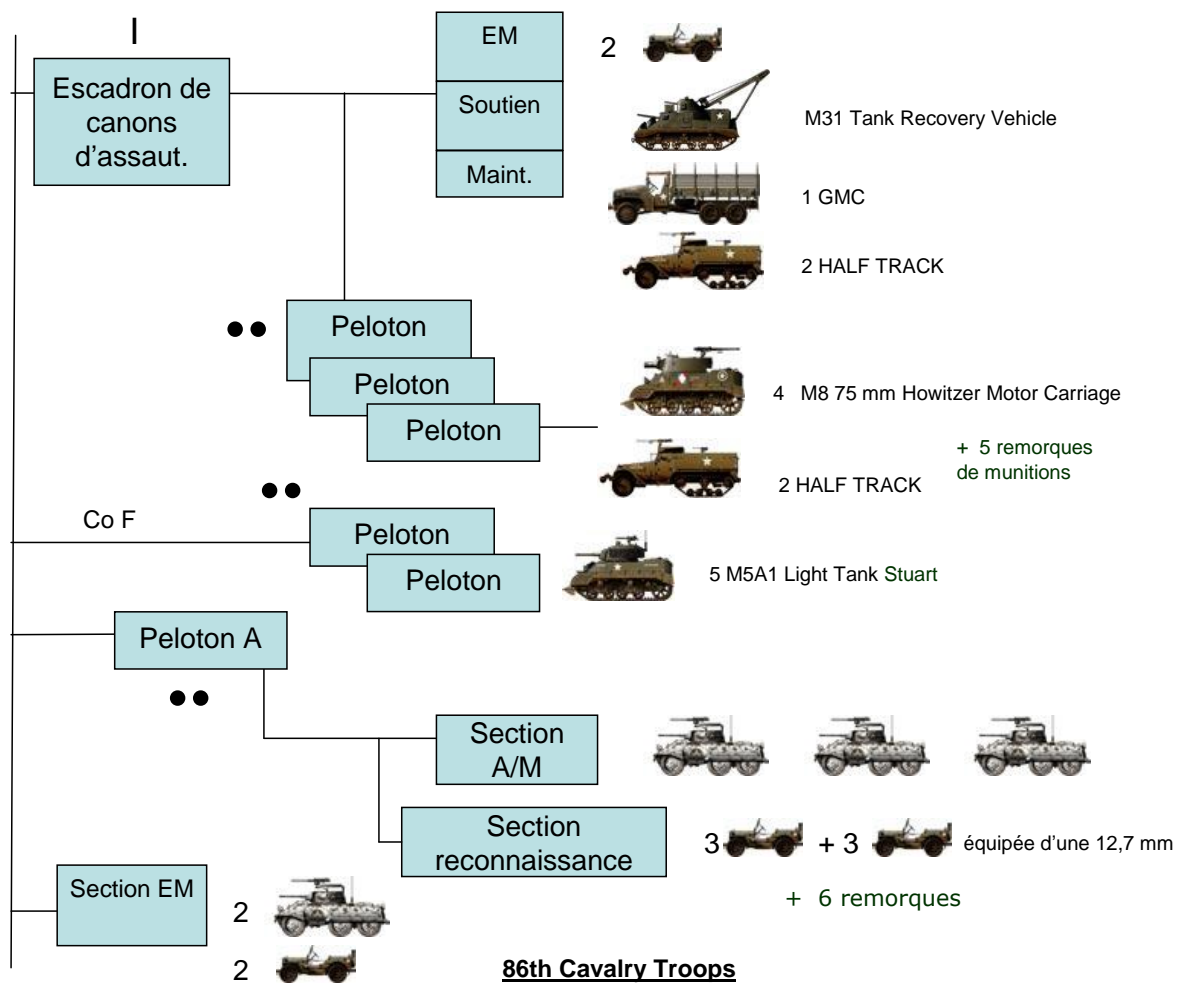 I
Escadron de
canons
d’assaut.
EM
2
Soutien
M31 Tank Recovery Vehicle
Maint.
1 GMC
2 HALF TRACK
Peloton
Peloton
Peloton
4 M8 75 mm Howitzer Motor Carriage
+ 5 remorques
de munitions
2 HALF TRACK
Co F
Peloton
Peloton
5 M5A1 Light Tank Stuart
Peloton A
Section
A/M
Section
reconnaissance
3 + 3 équipée d’une 12,7 mm
+ 6 remorques
Section EM
2
2
86th Cavalry Troops